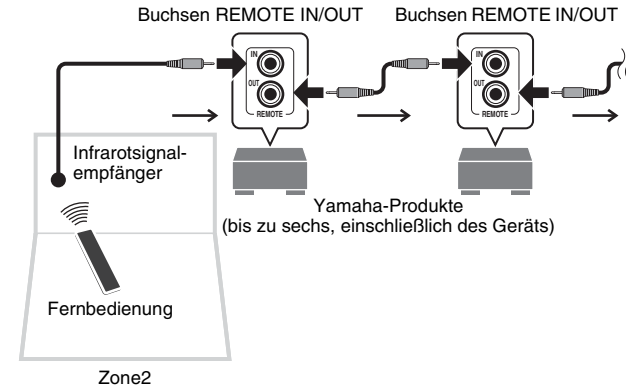 Buchsen REMOTE IN/OUT
Buchsen REMOTE IN/OUT
IN
OUT
REMOTE
IN
OUT
REMOTE
Infrarotsignal-
empfänger
Yamaha-Produkte
(bis zu sechs, einschließlich des Geräts)
Fernbedienung
Zone2